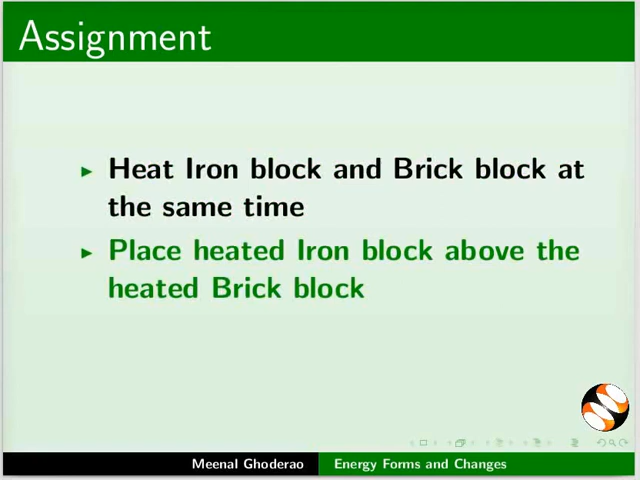 Assignment
Heat Iron block and Brick block at
the same time
Place heated Iron block above the
heated Brick block
Meenal Ghoderao
Energy Forms and Changes